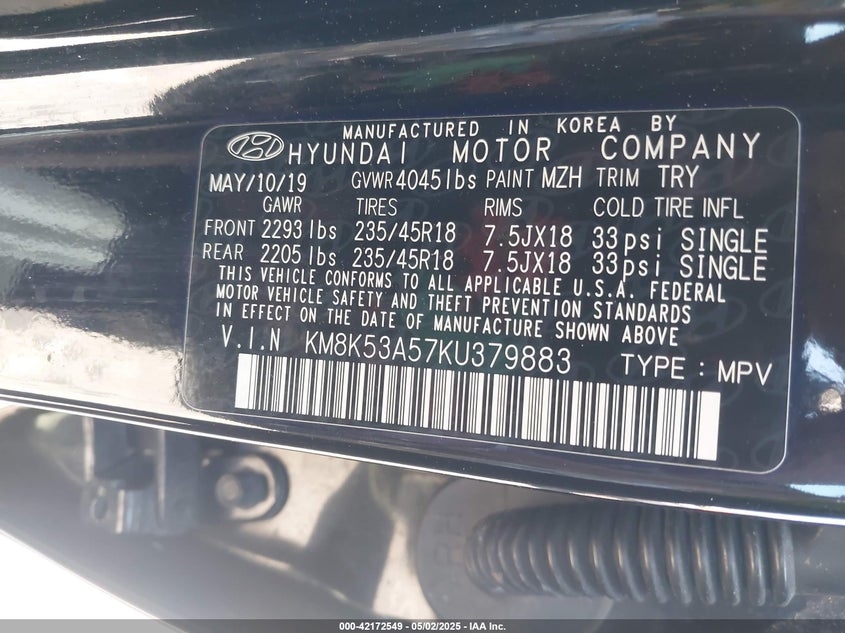 MANUFACTURED IN KOREA BY
HYUNDAI MOTOR COMPANY
MAY/10/19 GVWR 4045lbs PAINT MZH TRIM TRY
GAWR TIRES RIMS COLD TIRE INFL
FRONT 2293 lbs 235/45R18 7.5JX18 33psi SINGLE
REAR 2205 lbs 235/45R18 7.5JX18 33psi SINGLE
THIS VEHICLE CONFORMS TO ALL APPLICABLE U.S.A. FEDERAL
MOTOR VEHICLE SAFETY AND THEFT PREVENTION STANDARDS
IN EFFECT ON THE DATE OF MANUFACTURE SHOWN ABOVE
V.I.N KM8K53A57KU379883 TYPE : MPV
000-42172549 - 05/02/2025 - IAA Inc.